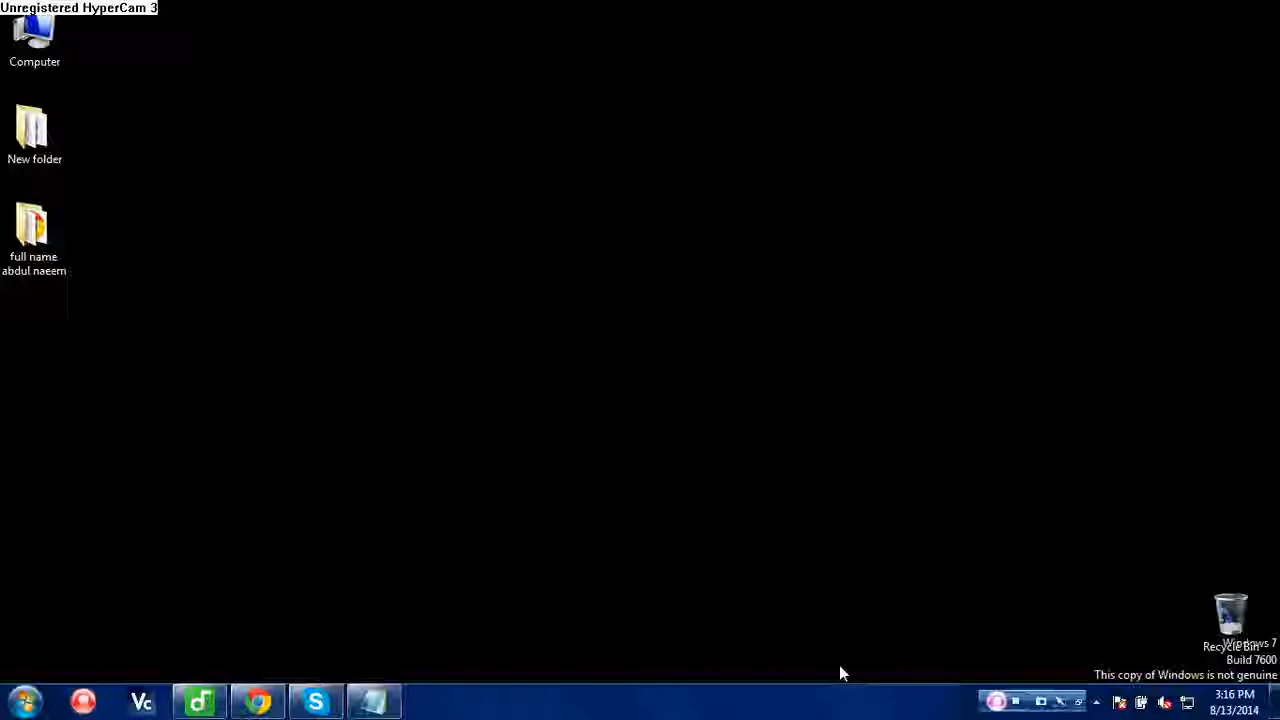 Unregistered HyperCam 3
Computer
New folder
full name
abdul naeem
Windows 7
Recycle Bin
Build 7600
This copy of Windows is not genuine
Vc
3:16 PM
8/13/2014